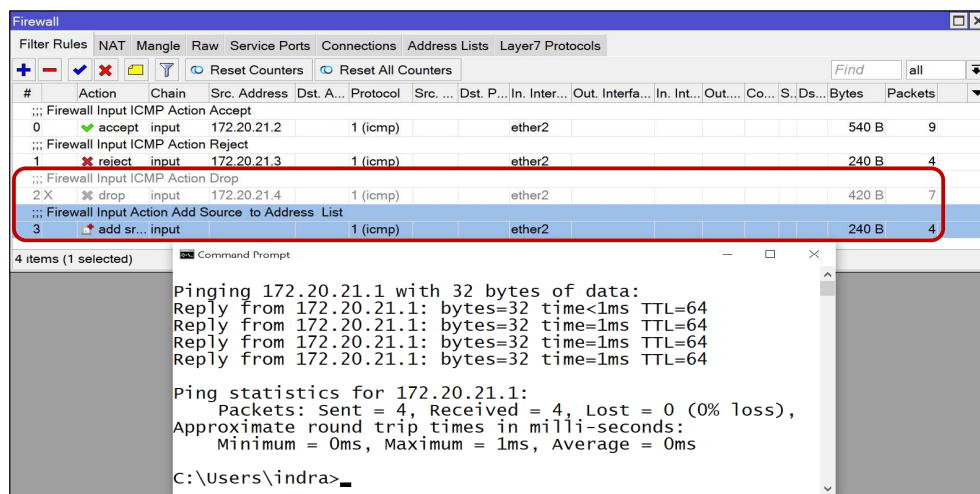 Firewall
Filter Rules NAT Mangle Raw Service Ports Connections Address Lists Layer7 Protocols
Reset Counters Reset All Counters Find all
# Action Chain Src. Address Dst. A... Protocol Src. ... Dst. P... In. Inter... Out. Interfa... In. Int... Out.... Co... S.. Ds... Bytes Packets
;;; Firewall Input ICMP Action Accept
0 accept input 172.20.21.2 1 (icmp) ether2 540 B 9
;;; Firewall Input ICMP Action Reject
1 reject input 172.20.21.3 1 (icmp) ether2 240 B 4
;;; Firewall Input ICMP Action Drop
2 X drop input 172.20.21.4 1 (icmp) ether2 420 B 7
;;; Firewall Input Action Add Source to Address List
3 add sr... input 1 (icmp) ether2 240 B 4
4 items (1 selected)
Command Prompt
Pinging 172.20.21.1 with 32 bytes of data:
Reply from 172.20.21.1: bytes=32 time<1ms TTL=64
Reply from 172.20.21.1: bytes=32 time=1ms TTL=64
Reply from 172.20.21.1: bytes=32 time=1ms TTL=64
Reply from 172.20.21.1: bytes=32 time=1ms TTL=64
Ping statistics for 172.20.21.1:
Packets: Sent = 4, Received = 4, Lost = 0 (0% loss),
Approximate round trip times in milli-seconds:
Minimum = 0ms, Maximum = 1ms, Average = 0ms
C:\Users\indra>